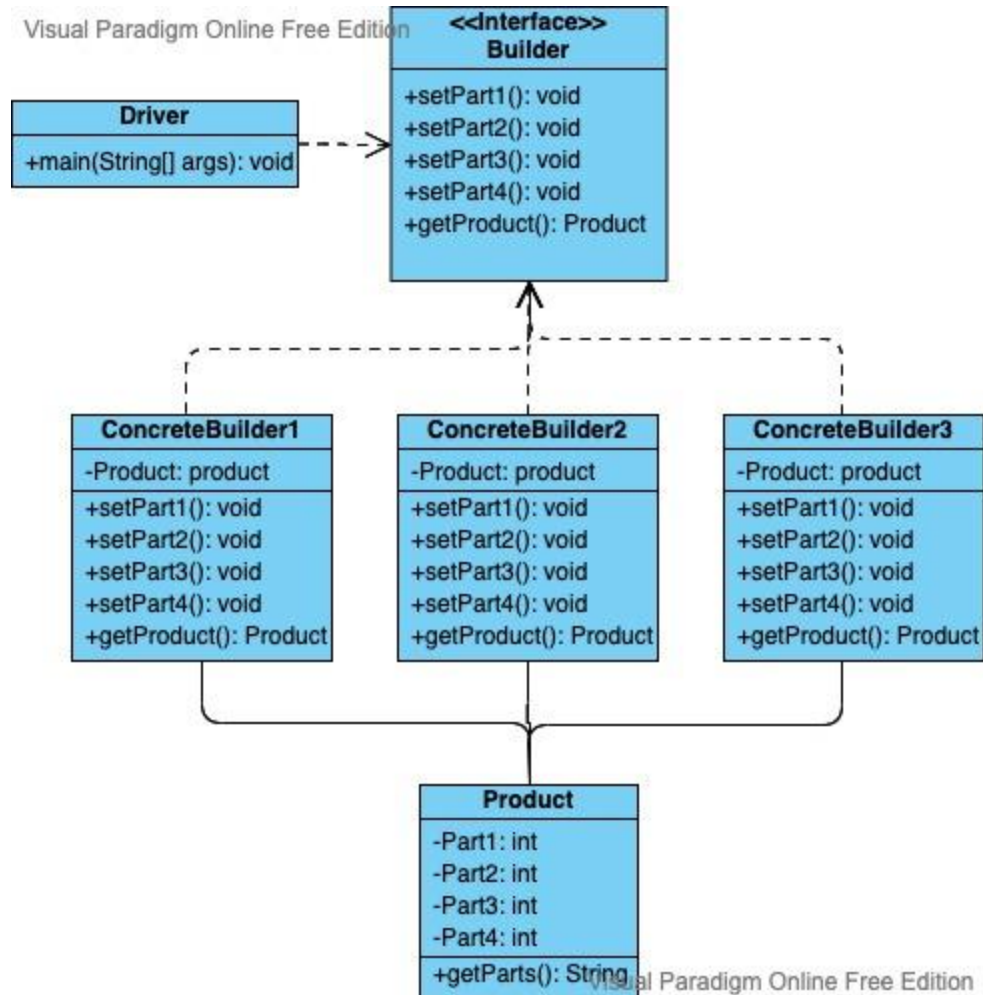 Visual Paradigm Online Free Edition
<<Interface>>
Builder
+setPart1(): void
+setPart2(): void
+setPart3(): void
+setPart4(): void
+getProduct(): Product
Driver
+main(String[] args): void
ConcreteBuilder1
-Product: product
+setPart1(): void
+setPart2(): void
+setPart3(): void
+setPart4(): void
+getProduct(): Product
ConcreteBuilder2
-Product: product
+setPart1(): void
+setPart2(): void
+setPart3(): void
+setPart4(): void
+getProduct(): Product
ConcreteBuilder3
-Product: product
+setPart1(): void
+setPart2(): void
+setPart3(): void
+setPart4(): void
+getProduct(): Product
Product
-Part1: int
-Part2: int
-Part3: int
-Part4: int
+getParts(): String
Visual Paradigm Online Free Edition